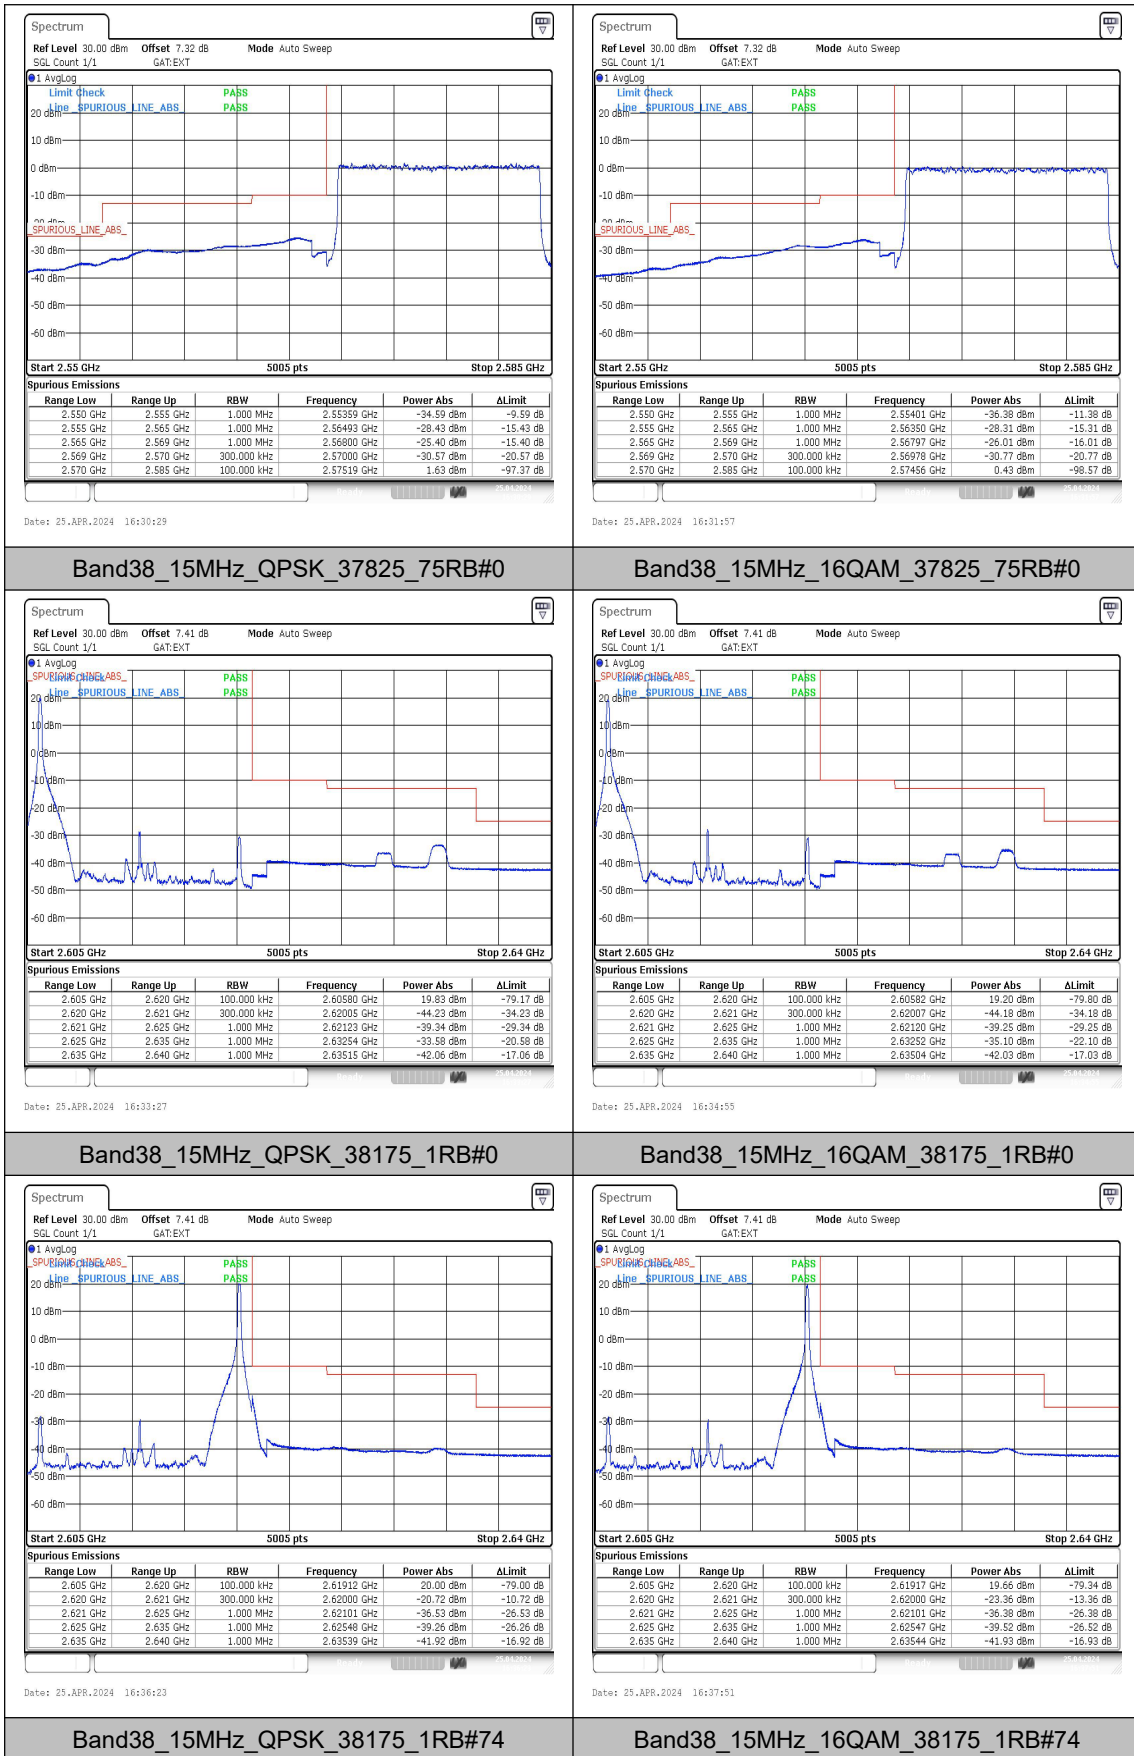 Spectrum
Ref Level 30.00 dBm Offset 7.32 dB Mode Auto Sweep
SGL Count 1/1 GAT:EXT
1 AvgLog
Limit Check PASS
Line _SPURIOUS_LINE_ABS_ PASS
20 dBm
10 dBm
0 dBm
-10 dBm
-20 dBm
_SPURIOUS_LINE_ABS_
-30 dBm
-40 dBm
-50 dBm
-60 dBm
Start 2.55 GHz 5005 pts Stop 2.585 GHz
Spurious Emissions
Range Low Range Up RBW Frequency Power Abs ΔLimit
2.550 GHz 2.555 GHz 1.000 MHz 2.55359 GHz -34.59 dBm -9.59 dB
2.555 GHz 2.565 GHz 1.000 MHz 2.56493 GHz -28.43 dBm -15.43 dB
2.565 GHz 2.569 GHz 1.000 MHz 2.56800 GHz -25.40 dBm -15.40 dB
2.569 GHz 2.570 GHz 300.000 kHz 2.57000 GHz -30.57 dBm -20.57 dB
2.570 GHz 2.585 GHz 100.000 kHz 2.57519 GHz 1.63 dBm -97.37 dB
25.04.2024
Date: 25.APR.2024 16:30:29
Band38_15MHz_QPSK_37825_75RB#0
Spectrum
Ref Level 30.00 dBm Offset 7.32 dB Mode Auto Sweep
SGL Count 1/1 GAT:EXT
1 AvgLog
Limit Check PASS
Line _SPURIOUS_LINE_ABS_ PASS
20 dBm
10 dBm
0 dBm
-10 dBm
-20 dBm
_SPURIOUS_LINE_ABS_
-30 dBm
-40 dBm
-50 dBm
-60 dBm
Start 2.55 GHz 5005 pts Stop 2.585 GHz
Spurious Emissions
Range Low Range Up RBW Frequency Power Abs ΔLimit
2.550 GHz 2.555 GHz 1.000 MHz 2.55401 GHz -36.38 dBm -11.38 dB
2.555 GHz 2.565 GHz 1.000 MHz 2.56350 GHz -28.31 dBm -15.31 dB
2.565 GHz 2.569 GHz 1.000 MHz 2.56797 GHz -26.01 dBm -16.01 dB
2.569 GHz 2.570 GHz 300.000 kHz 2.56978 GHz -30.77 dBm -20.77 dB
2.570 GHz 2.585 GHz 100.000 kHz 2.57456 GHz 0.43 dBm -98.57 dB
25.04.2024
Date: 25.APR.2024 16:31:57
Band38_15MHz_16QAM_37825_75RB#0
Spectrum
Ref Level 30.00 dBm Offset 7.41 dB Mode Auto Sweep
SGL Count 1/1 GAT:EXT
1 AvgLog
_SPURIOUS_LINE_ABS_
Limit Check PASS
Line _SPURIOUS_LINE_ABS_ PASS
20 dBm
10 dBm
0 dBm
-10 dBm
-20 dBm
-30 dBm
-40 dBm
-50 dBm
-60 dBm
Start 2.605 GHz 5005 pts Stop 2.64 GHz
Spurious Emissions
Range Low Range Up RBW Frequency Power Abs ΔLimit
2.605 GHz 2.620 GHz 100.000 kHz 2.60580 GHz 19.83 dBm -79.17 dB
2.620 GHz 2.621 GHz 300.000 kHz 2.62005 GHz -44.23 dBm -34.23 dB
2.621 GHz 2.625 GHz 1.000 MHz 2.62123 GHz -39.34 dBm -29.34 dB
2.625 GHz 2.635 GHz 1.000 MHz 2.63254 GHz -33.58 dBm -20.58 dB
2.635 GHz 2.640 GHz 1.000 MHz 2.63515 GHz -42.06 dBm -17.06 dB
25.04.2024
Date: 25.APR.2024 16:33:27
Band38_15MHz_QPSK_38175_1RB#0
Spectrum
Ref Level 30.00 dBm Offset 7.41 dB Mode Auto Sweep
SGL Count 1/1 GAT:EXT
1 AvgLog
_SPURIOUS_LINE_ABS_
Limit Check PASS
Line _SPURIOUS_LINE_ABS_ PASS
20 dBm
10 dBm
0 dBm
-10 dBm
-20 dBm
-30 dBm
-40 dBm
-50 dBm
-60 dBm
Start 2.605 GHz 5005 pts Stop 2.64 GHz
Spurious Emissions
Range Low Range Up RBW Frequency Power Abs ΔLimit
2.605 GHz 2.620 GHz 100.000 kHz 2.60582 GHz 19.20 dBm -79.80 dB
2.620 GHz 2.621 GHz 300.000 kHz 2.62007 GHz -44.18 dBm -34.18 dB
2.621 GHz 2.625 GHz 1.000 MHz 2.62120 GHz -39.25 dBm -29.25 dB
2.625 GHz 2.635 GHz 1.000 MHz 2.63252 GHz -35.10 dBm -22.10 dB
2.635 GHz 2.640 GHz 1.000 MHz 2.63504 GHz -42.03 dBm -17.03 dB
25.04.2024
Date: 25.APR.2024 16:34:55
Band38_15MHz_16QAM_38175_1RB#0
Spectrum
Ref Level 30.00 dBm Offset 7.41 dB Mode Auto Sweep
SGL Count 1/1 GAT:EXT
1 AvgLog
_SPURIOUS_LINE_ABS_
Limit Check PASS
Line _SPURIOUS_LINE_ABS_ PASS
20 dBm
10 dBm
0 dBm
-10 dBm
-20 dBm
-30 dBm
-40 dBm
-50 dBm
-60 dBm
Start 2.605 GHz 5005 pts Stop 2.64 GHz
Spurious Emissions
Range Low Range Up RBW Frequency Power Abs ΔLimit
2.605 GHz 2.620 GHz 100.000 kHz 2.61912 GHz 20.00 dBm -79.00 dB
2.620 GHz 2.621 GHz 300.000 kHz 2.62000 GHz -20.72 dBm -10.72 dB
2.621 GHz 2.625 GHz 1.000 MHz 2.62101 GHz -36.53 dBm -26.53 dB
2.625 GHz 2.635 GHz 1.000 MHz 2.62548 GHz -39.26 dBm -26.26 dB
2.635 GHz 2.640 GHz 1.000 MHz 2.63539 GHz -41.92 dBm -16.92 dB
25.04.2024
Date: 25.APR.2024 16:36:23
Band38_15MHz_QPSK_38175_1RB#74
Spectrum
Ref Level 30.00 dBm Offset 7.41 dB Mode Auto Sweep
SGL Count 1/1 GAT:EXT
1 AvgLog
_SPURIOUS_LINE_ABS_
Limit Check PASS
Line _SPURIOUS_LINE_ABS_ PASS
20 dBm
10 dBm
0 dBm
-10 dBm
-20 dBm
-30 dBm
-40 dBm
-50 dBm
-60 dBm
Start 2.605 GHz 5005 pts Stop 2.64 GHz
Spurious Emissions
Range Low Range Up RBW Frequency Power Abs ΔLimit
2.605 GHz 2.620 GHz 100.000 kHz 2.61917 GHz 19.66 dBm -79.34 dB
2.620 GHz 2.621 GHz 300.000 kHz 2.62000 GHz -23.36 dBm -13.36 dB
2.621 GHz 2.625 GHz 1.000 MHz 2.62101 GHz -36.38 dBm -26.38 dB
2.625 GHz 2.635 GHz 1.000 MHz 2.62547 GHz -39.52 dBm -26.52 dB
2.635 GHz 2.640 GHz 1.000 MHz 2.63544 GHz -41.93 dBm -16.93 dB
25.04.2024
Date: 25.APR.2024 16:37:51
Band38_15MHz_16QAM_38175_1RB#74